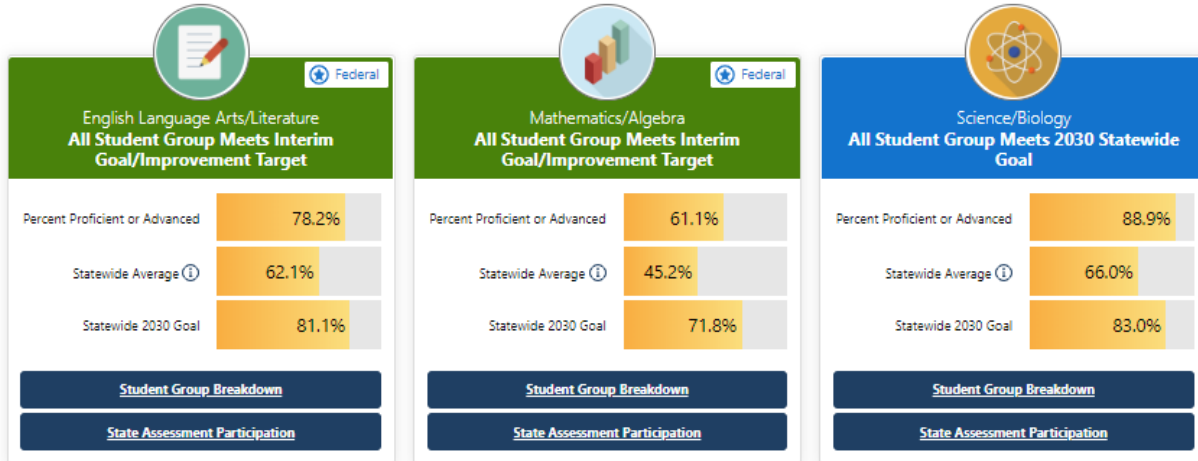 Federal
English Language Arts/Literature
All Student Group Meets Interim
Goal/Improvement Target
Percent Proficient or Advanced
78.2%
Statewide Average
62.1%
Statewide 2030 Goal
81.1%
Student Group Breakdown
State Assessment Participation
Federal
Mathematics/Algebra
All Student Group Meets Interim
Goal/Improvement Target
Percent Proficient or Advanced
61.1%
Statewide Average
45.2%
Statewide 2030 Goal
71.8%
Student Group Breakdown
State Assessment Participation
Science/Biology
All Student Group Meets 2030 Statewide
Goal
Percent Proficient or Advanced
88.9%
Statewide Average
66.0%
Statewide 2030 Goal
83.0%
Student Group Breakdown
State Assessment Participation